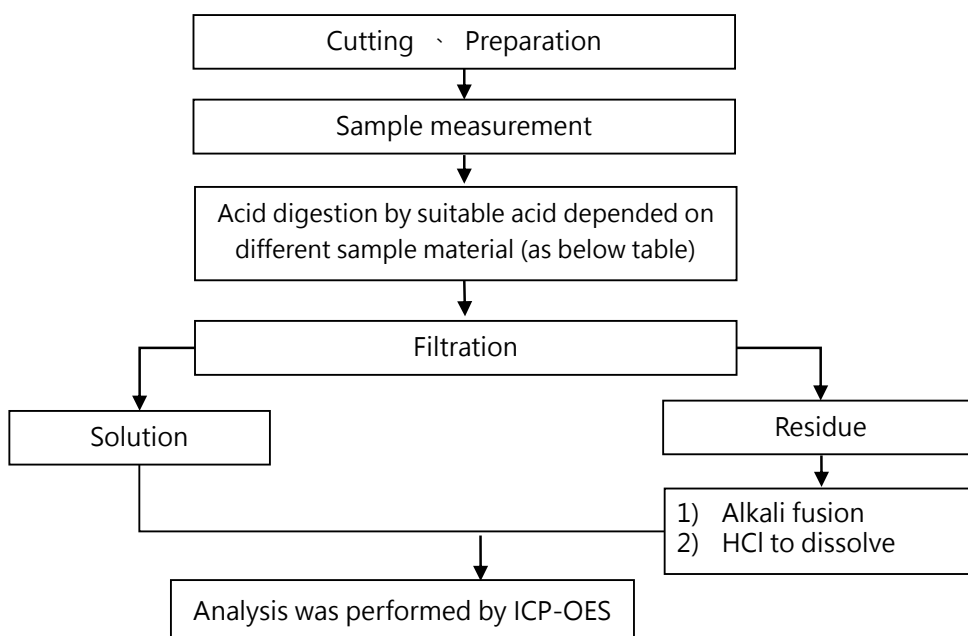 Cutting 、 Preparation
Sample measurement
Acid digestion by suitable acid depended on
different sample material (as below table)
Filtration
Solution
Residue
1) Alkali fusion
2) HCl to dissolve
Analysis was performed by ICP-OES